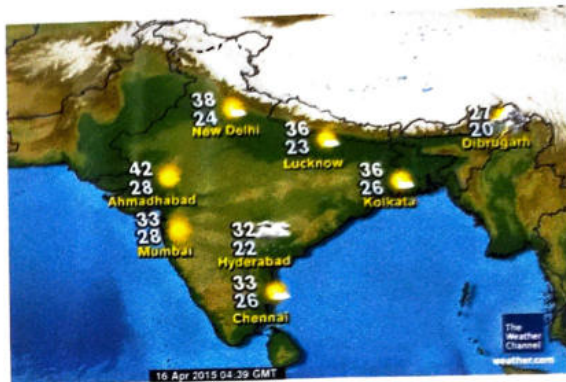 38
24
New Delhi
36
23
Lucknow
27
20
Dibrugarh
42
28
Ahmadhabad
36
26
Kolkata
33
28
Mumbai
32
22
Hyderabad
33
26
Chennai
The
Weather
Channel
weather.com
16 Apr 2015 04:39 GMT